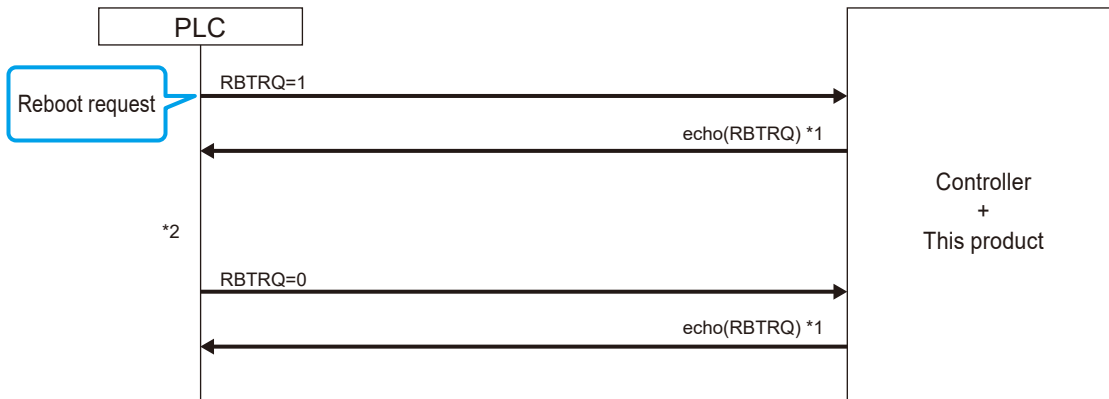 PLC
RBTRQ=1
Reboot request
echo(RBTRQ) *1
Controller
+
This product
*2
RBTRQ=0
echo(RBTRQ) *1